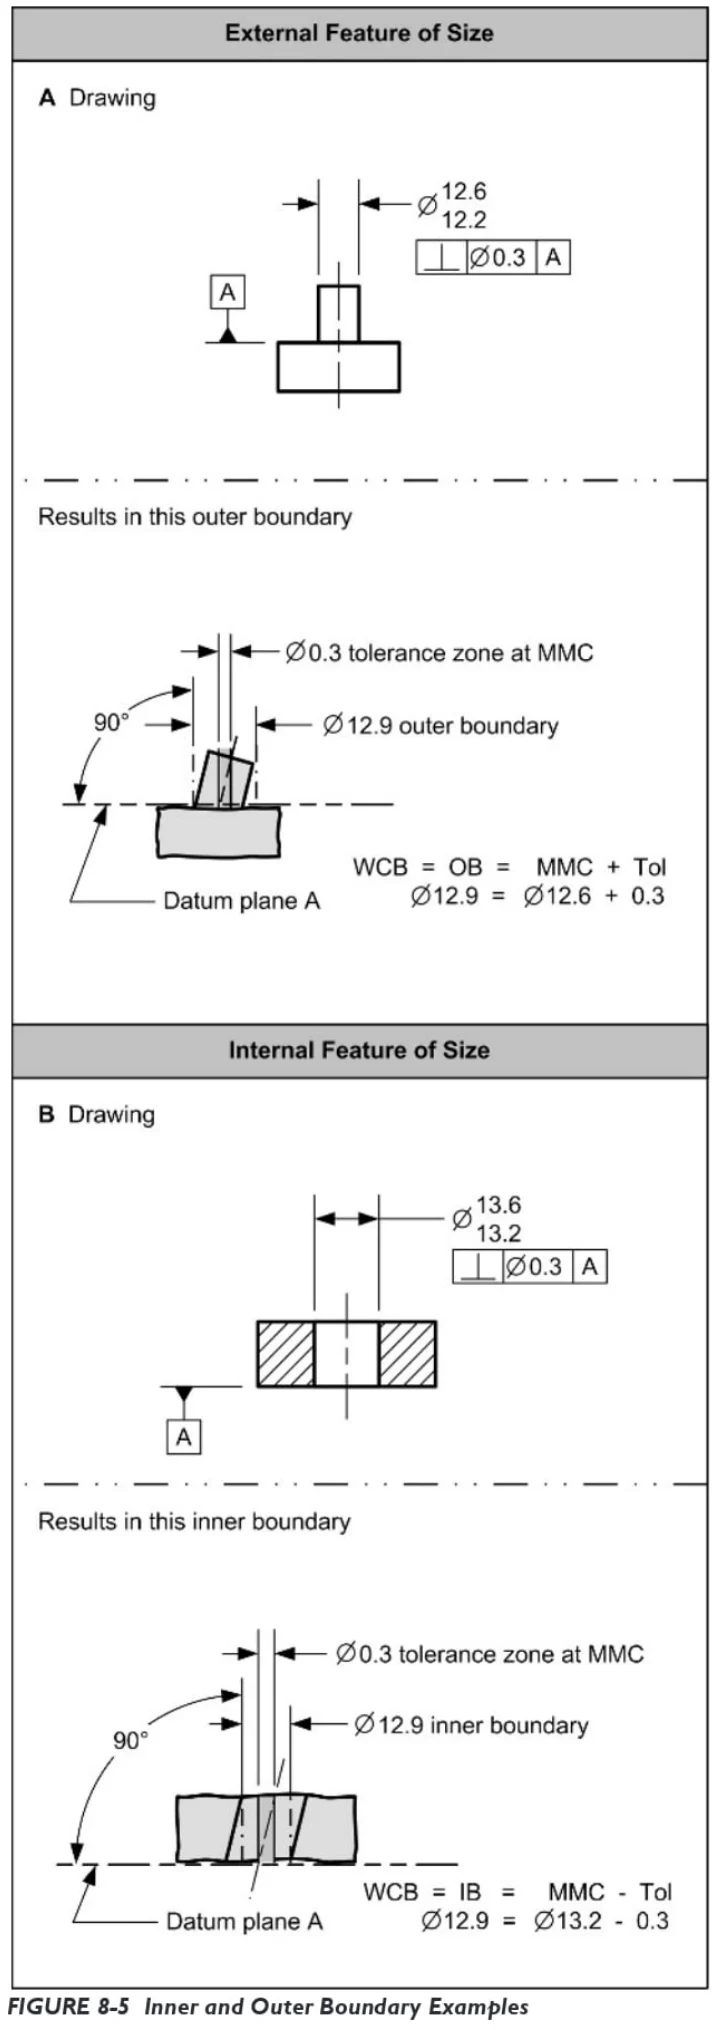 External Feature of Size
A Drawing
Ø 12.6
12.2
⊥ Ø0.3 A
A
Results in this outer boundary
Ø0.3 tolerance zone at MMC
90°
Ø12.9 outer boundary
WCB = OB = MMC + Tol
Ø12.9 = Ø12.6 + 0.3
Datum plane A
Internal Feature of Size
B Drawing
Ø 13.6
13.2
⊥ Ø0.3 A
A
Results in this inner boundary
Ø0.3 tolerance zone at MMC
Ø12.9 inner boundary
90°
WCB = IB = MMC - Tol
Ø12.9 = Ø13.2 - 0.3
Datum plane A
FIGURE 8-5 Inner and Outer Boundary Examples